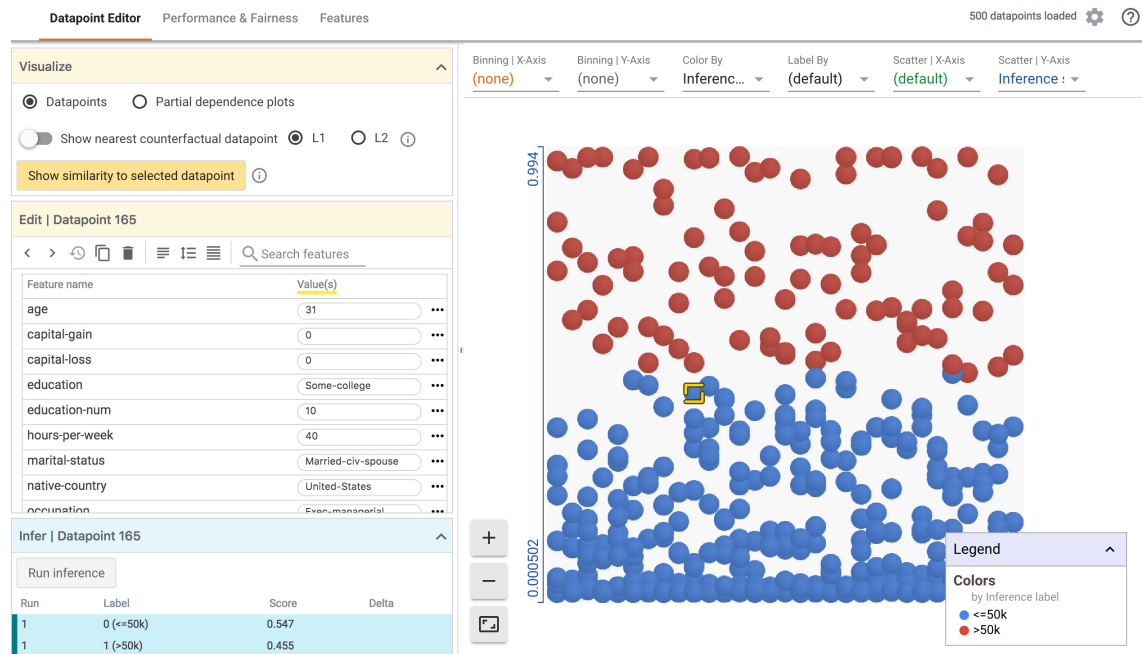 Datapoint Editor Performance & Fairness Features 500 datapoints loaded
Visualize
Datapoints Partial dependence plots
Show nearest counterfactual datapoint L1 L2
Show similarity to selected datapoint
Edit | Datapoint 165
Search features
Feature name Value(s)
age 31
capital-gain 0
capital-loss 0
education Some-college
education-num 10
hours-per-week 40
marital-status Married-civ-spouse
native-country United-States
occupation Exec-managerial
Infer | Datapoint 165
Run inference
Run Label Score Delta
1 0 (<=50k) 0.547
1 1 (>50k) 0.455
Binning | X-Axis Binning | Y-Axis Color By Label By Scatter | X-Axis Scatter | Y-Axis
(none) (none) Inferenc... (default) (default) Inference s
0.994
0.000502
Legend
Colors
by Inference label
<=50k
>50k